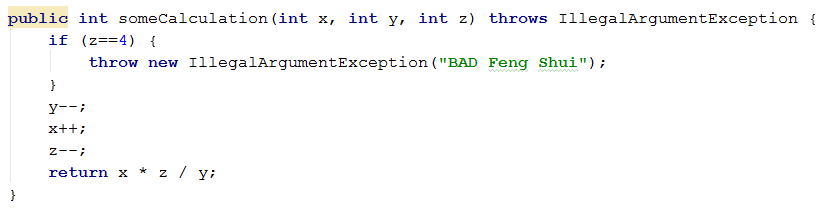 public int someCalculation(int x, int y, int z) throws IllegalArgumentException {
    if (z==4) {
        throw new IllegalArgumentException("BAD Feng Shui");
    }
    y--;
    x++;
    z--;
    return x * z / y;
}